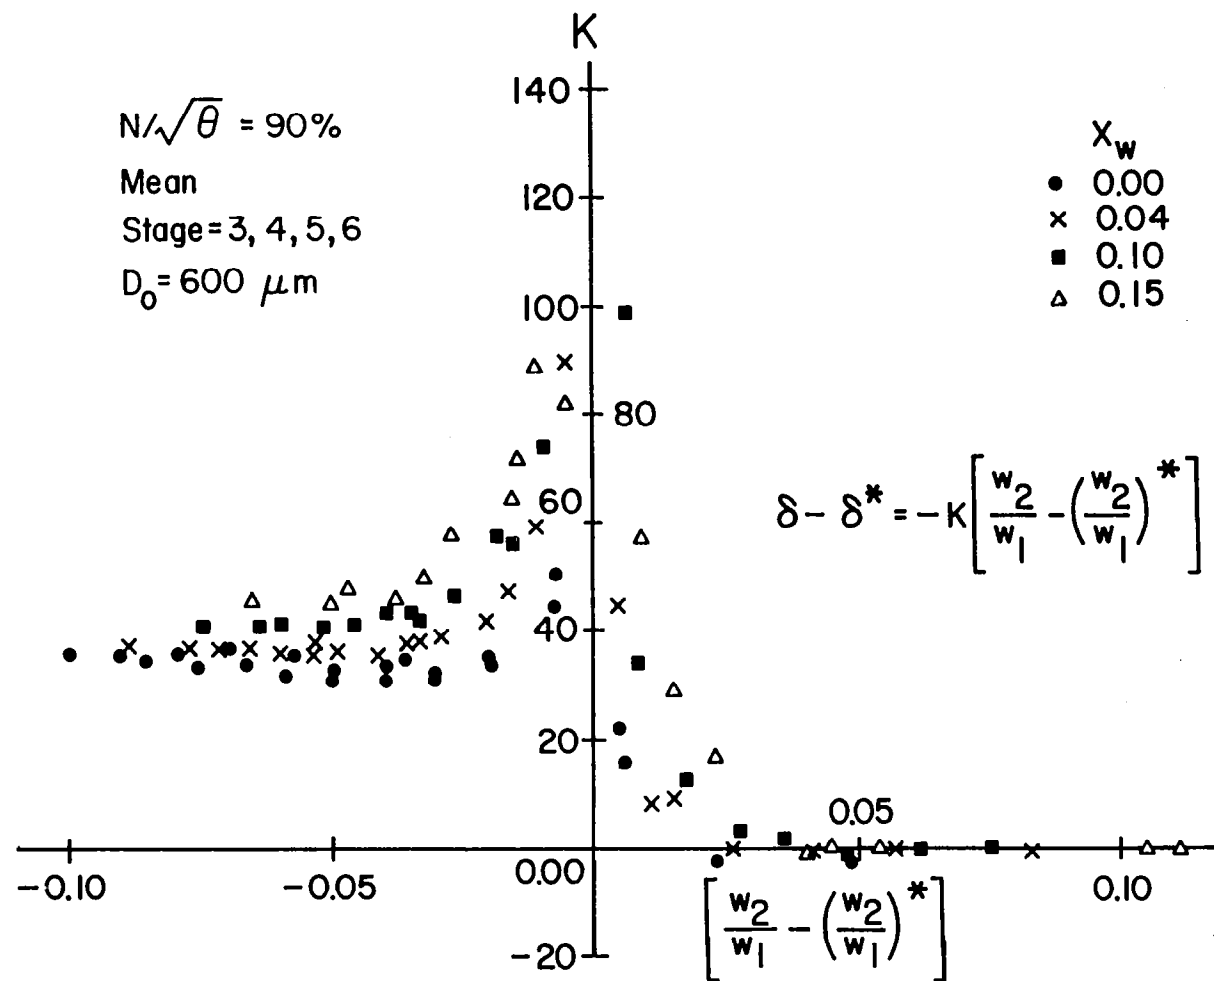 K
140
120
100
80
60
40
20
0.00
-20
-0.10
-0.05
0.05
0.10
N/√θ = 90%
Mean
Stage=3, 4, 5, 6
D₀= 600 μm
X_w
● 0.00
× 0.04
■ 0.10
△ 0.15
δ - δ* = -K[w₂/w₁ - (w₂/w₁)*]
[w₂/w₁ - (w₂/w₁)*]